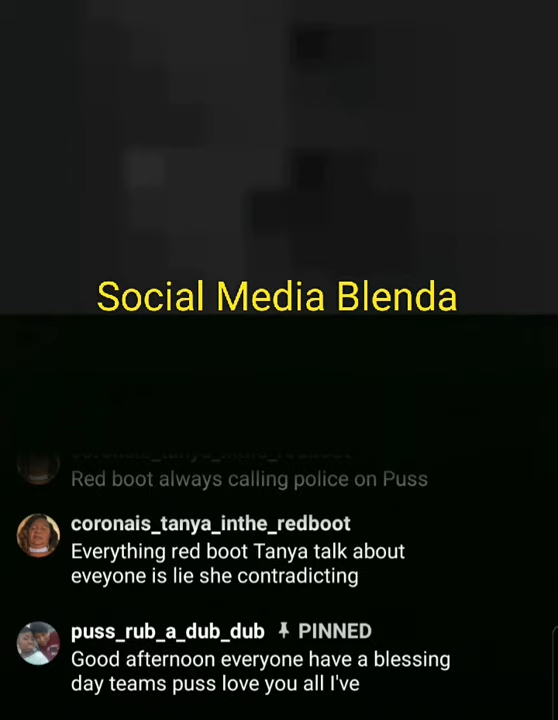 Social Media Blenda
Red boot always calling police on Puss
coronais_tanya_inthe_redboot
Everything red boot Tanya talk about
eveyone is lie she contradicting
puss_rub_a_dub_dub PINNED
Good afternoon everyone have a blessing
day teams puss love you all I've